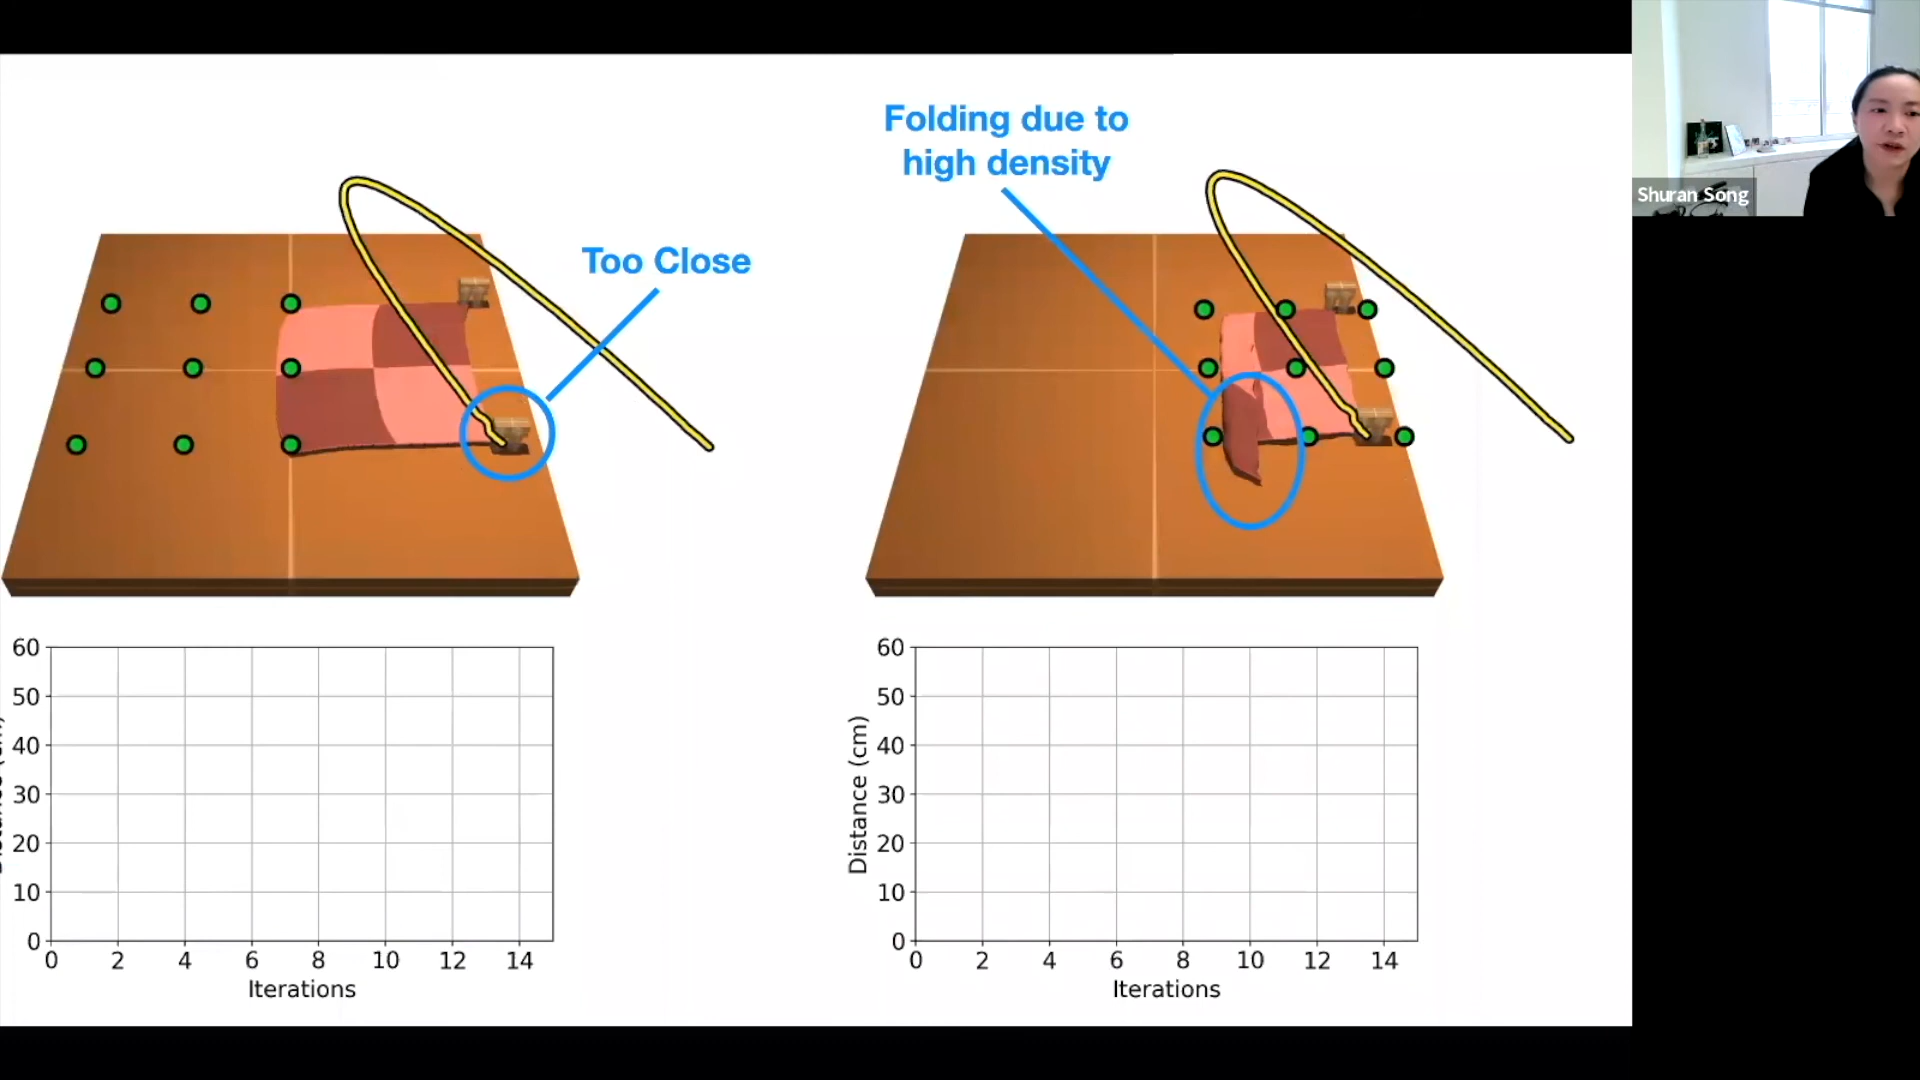 Folding due to
high density
Too Close
Shuran Song
60
50
40
30
20
10
0
0 2 4 6 8 10 12 14
Iterations
Distance (cm)
60
50
40
30
20
10
0
0 2 4 6 8 10 12 14
Iterations